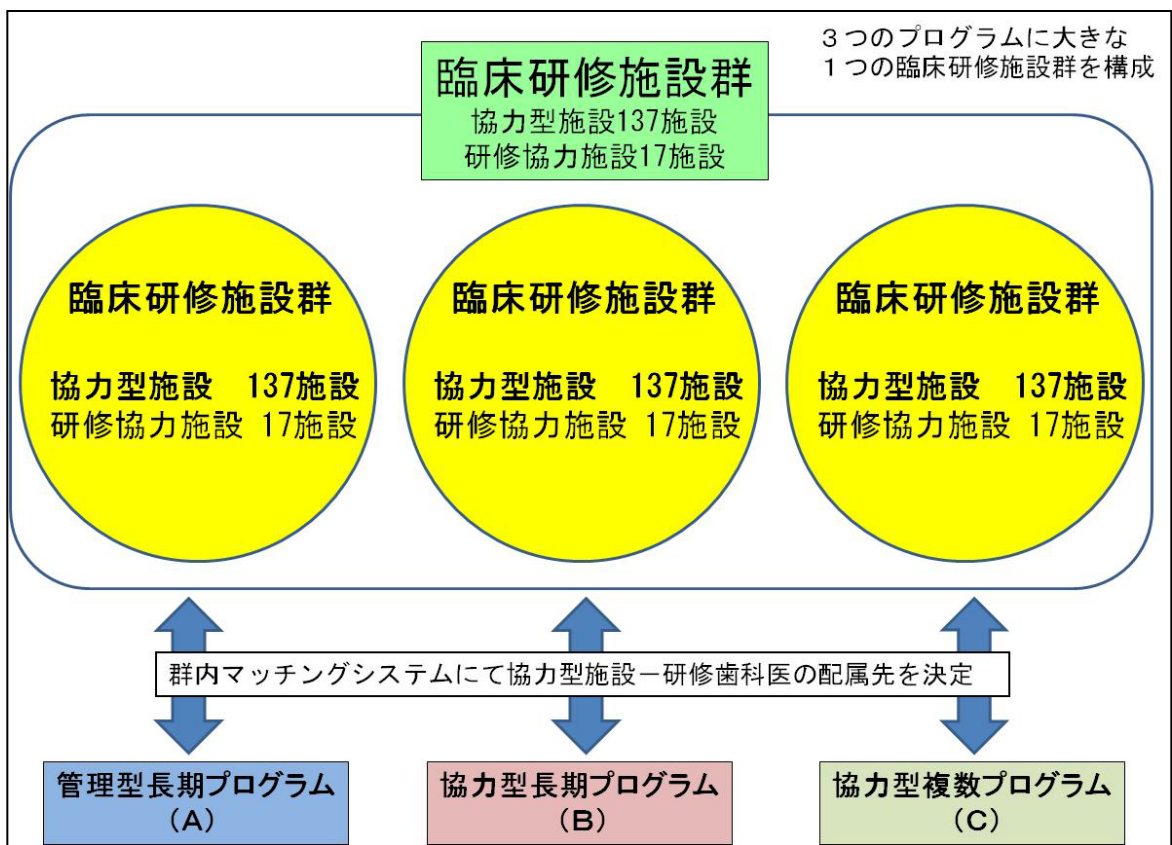 ３つのプログラムに大きな
１つの臨床研修施設群を構成
臨床研修施設群
協力型施設137施設
研修協力施設17施設
臨床研修施設群
協力型施設　137施設
研修協力施設 17施設
臨床研修施設群
協力型施設　137施設
研修協力施設 17施設
臨床研修施設群
協力型施設　137施設
研修協力施設 17施設
群内マッチングシステムにて協力型施設－研修歯科医の配属先を決定
管理型長期プログラム
（A）
協力型長期プログラム
（B）
協力型複数プログラム
（C）